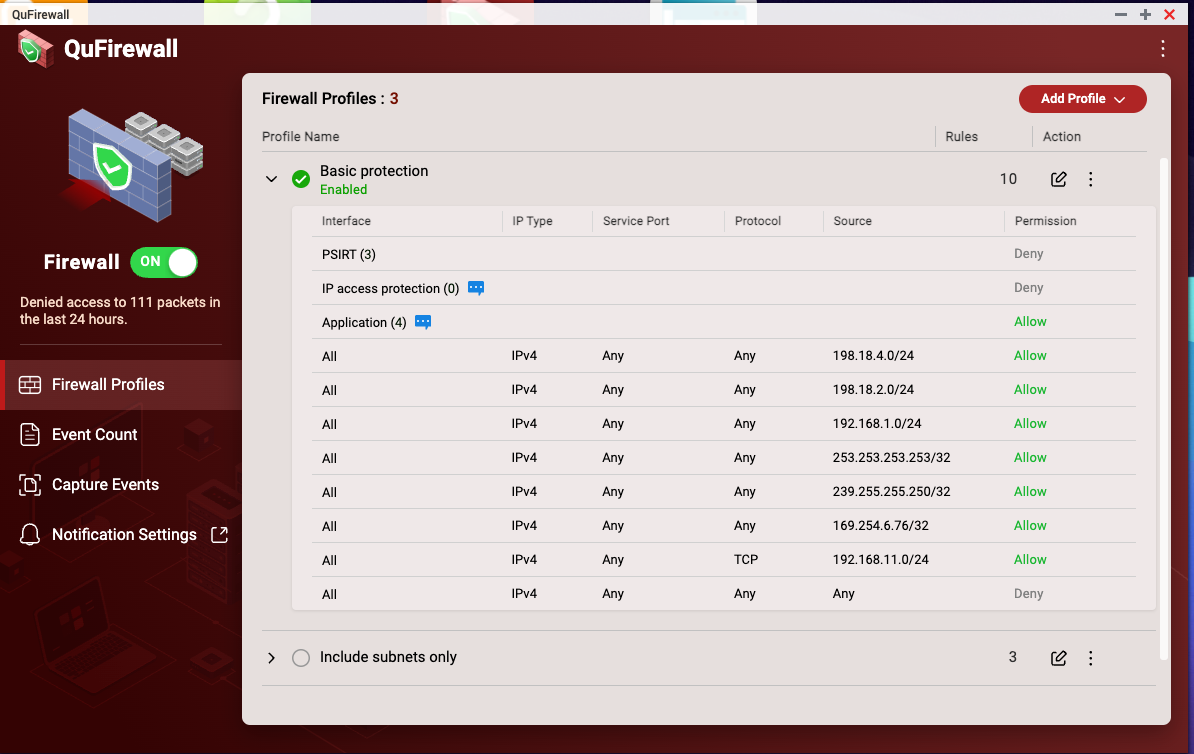 QuFirewall
QuFirewall
Firewall ON
Denied access to 111 packets in
the last 24 hours.
Firewall Profiles
Event Count
Capture Events
Notification Settings
Firewall Profiles : 3
Add Profile
Profile Name Rules Action
Basic protection
Enabled
10
Interface IP Type Service Port Protocol Source Permission
PSIRT (3) Deny
IP access protection (0) Deny
Application (4) Allow
All IPv4 Any Any 198.18.4.0/24 Allow
All IPv4 Any Any 198.18.2.0/24 Allow
All IPv4 Any Any 192.168.1.0/24 Allow
All IPv4 Any Any 253.253.253.253/32 Allow
All IPv4 Any Any 239.255.255.250/32 Allow
All IPv4 Any Any 169.254.6.76/32 Allow
All IPv4 Any TCP 192.168.11.0/24 Allow
All IPv4 Any Any Any Deny
Include subnets only 3